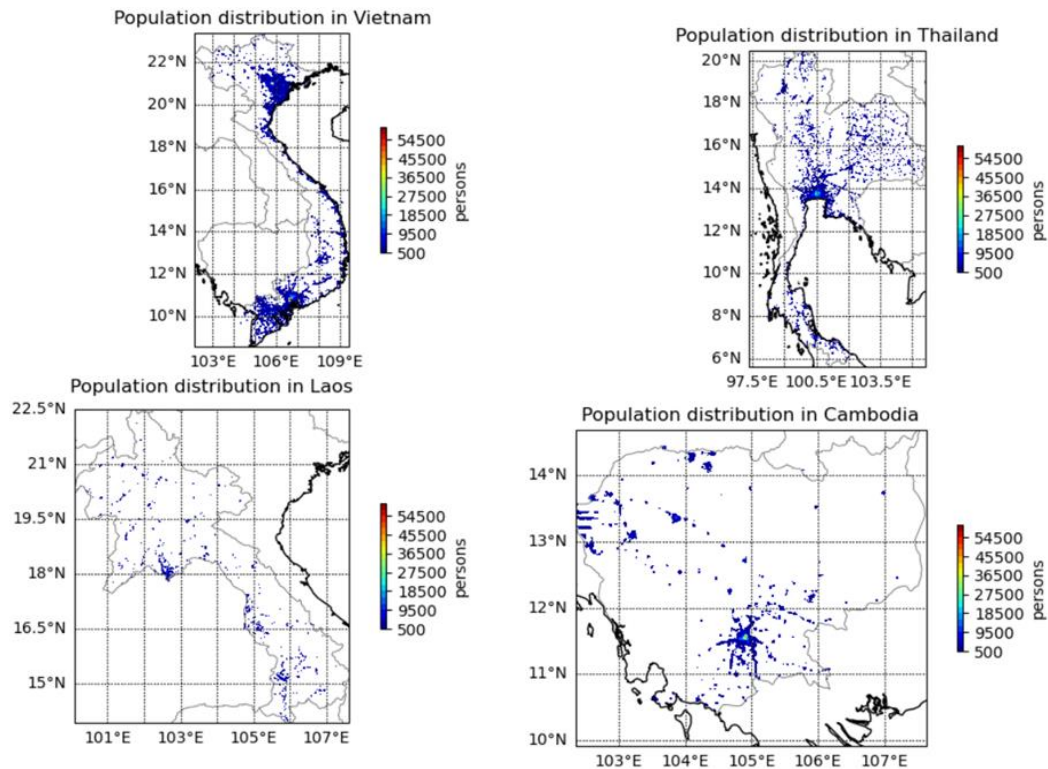 Population distribution in Vietnam
22°N
20°N
18°N
16°N
14°N
12°N
10°N
103°E 106°E 109°E
54500
45500
36500
27500
18500
9500
500
persons
Population distribution in Thailand
20°N
18°N
16°N
14°N
12°N
10°N
8°N
6°N
97.5°E 100.5°E 103.5°E
54500
45500
36500
27500
18500
9500
500
persons
Population distribution in Laos
22.5°N
21°N
19.5°N
18°N
16.5°N
15°N
101°E 103°E 105°E 107°E
54500
45500
36500
27500
18500
9500
500
persons
Population distribution in Cambodia
14°N
13°N
12°N
11°N
10°N
103°E 104°E 105°E 106°E 107°E
54500
45500
36500
27500
18500
9500
500
persons